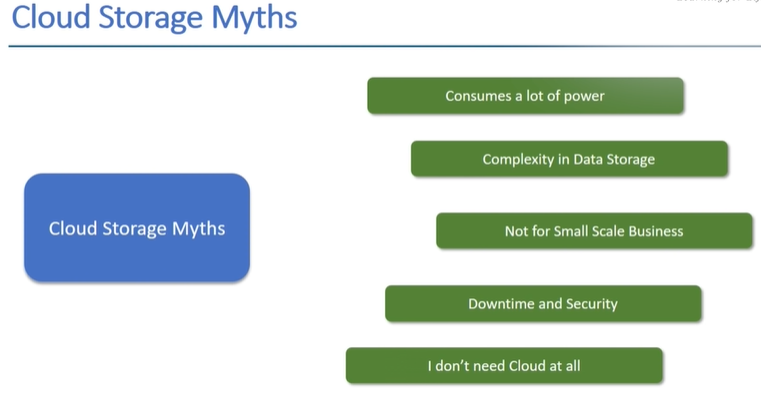 Cloud Storage Myths
Consumes a lot of power
Complexity in Data Storage
Cloud Storage Myths
Not for Small Scale Business
Downtime and Security
I don't need Cloud at all